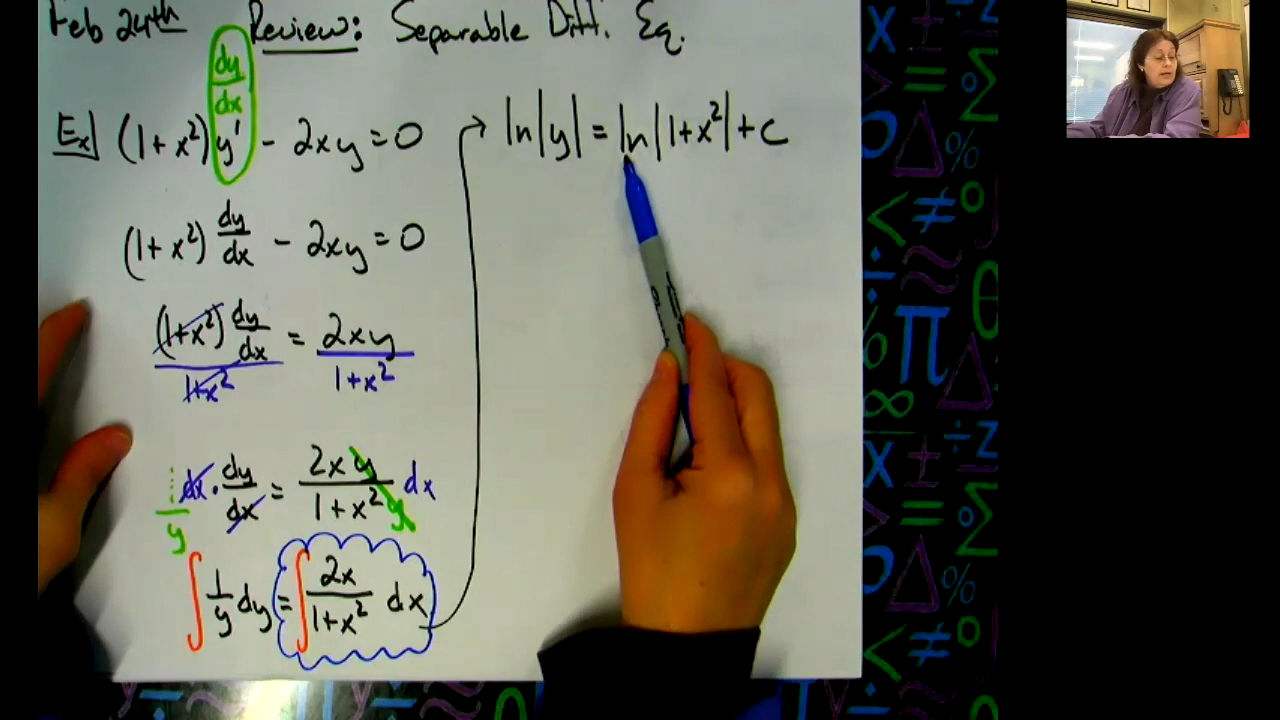 Feb 24th Review: Separable Diff. Eq.
dy/dx
Ex] (1+x²)y' - 2xy = 0
(1+x²) dy/dx - 2xy = 0
(1+x²) dy/dx / 1+x² = 2xy / 1+x²
1/y dx · dy/dx = 2xy / 1+x² y dx
∫ 1/y dy = ∫ 2x / 1+x² dx
ln|y| = ln|1+x²| + c